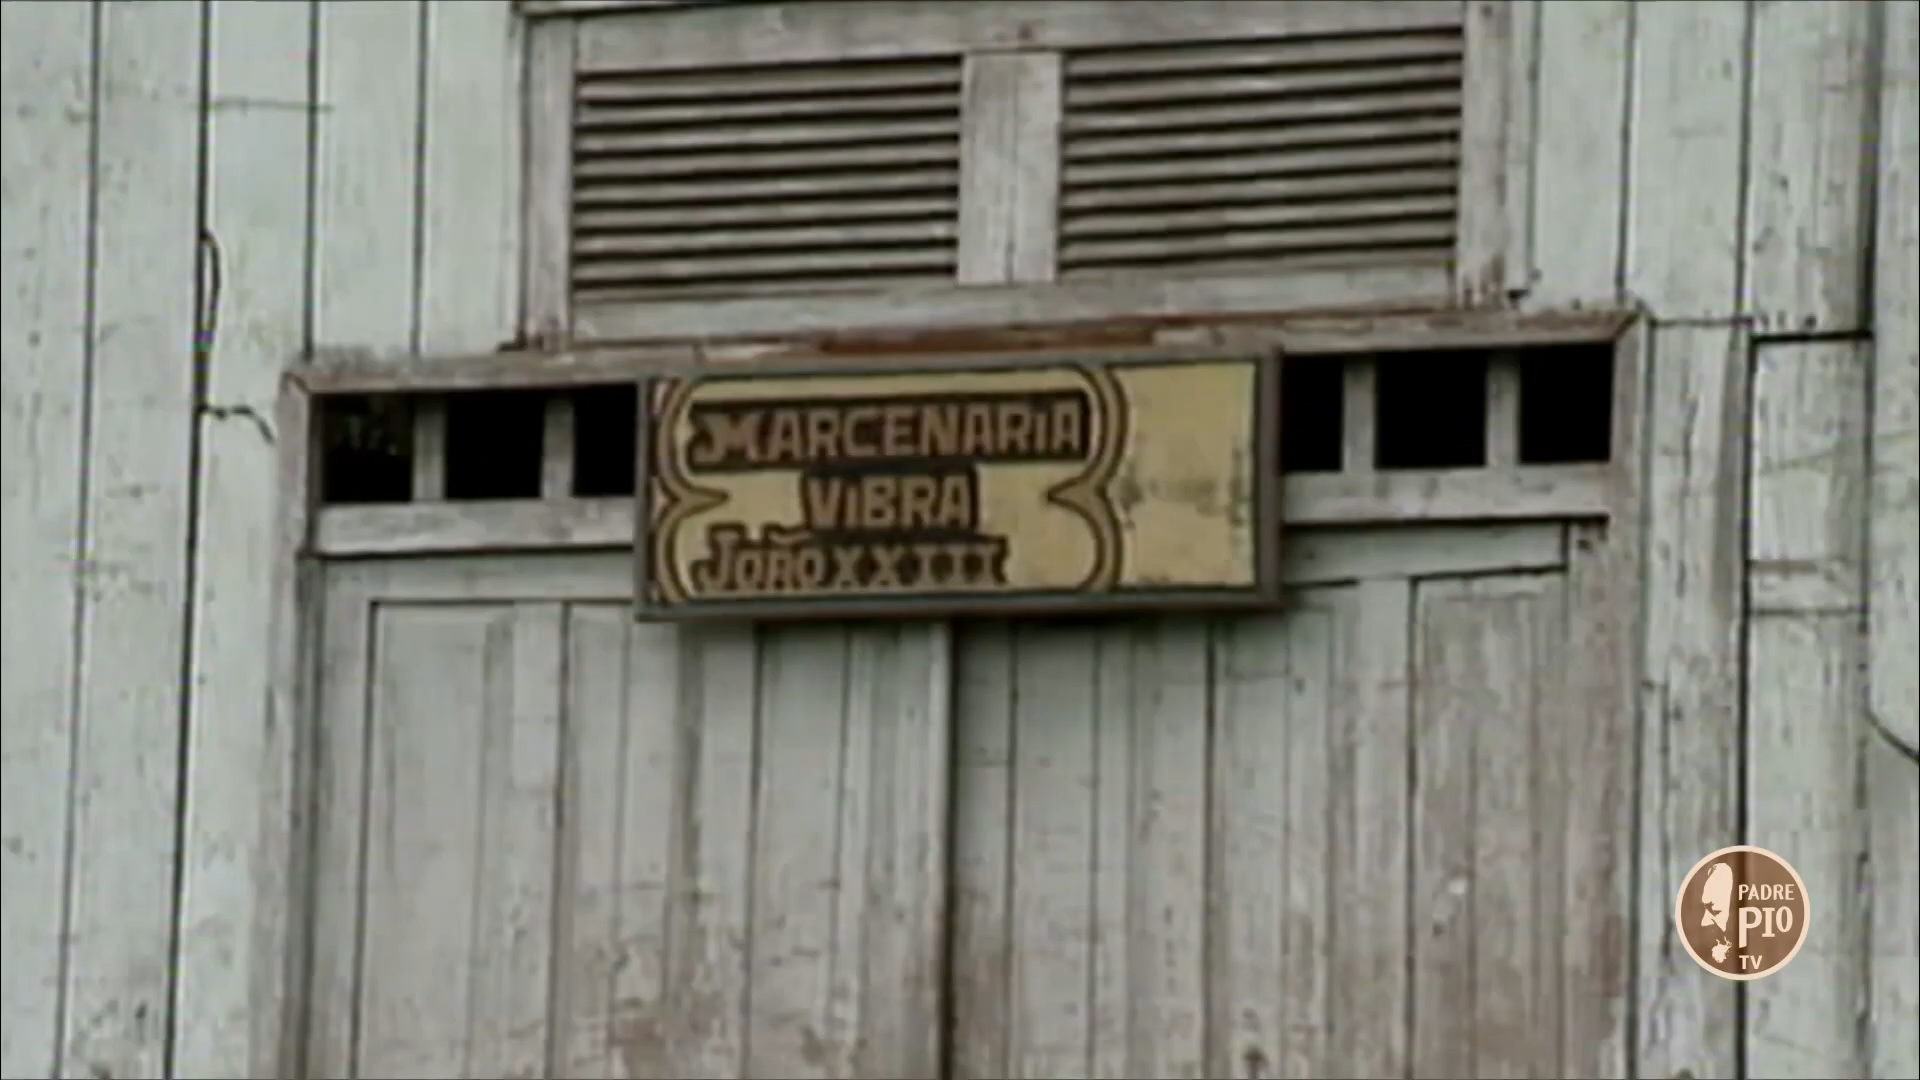 MARCENARIA
ViBRA
JOÃO XXIII
PADRE
PIO
TV